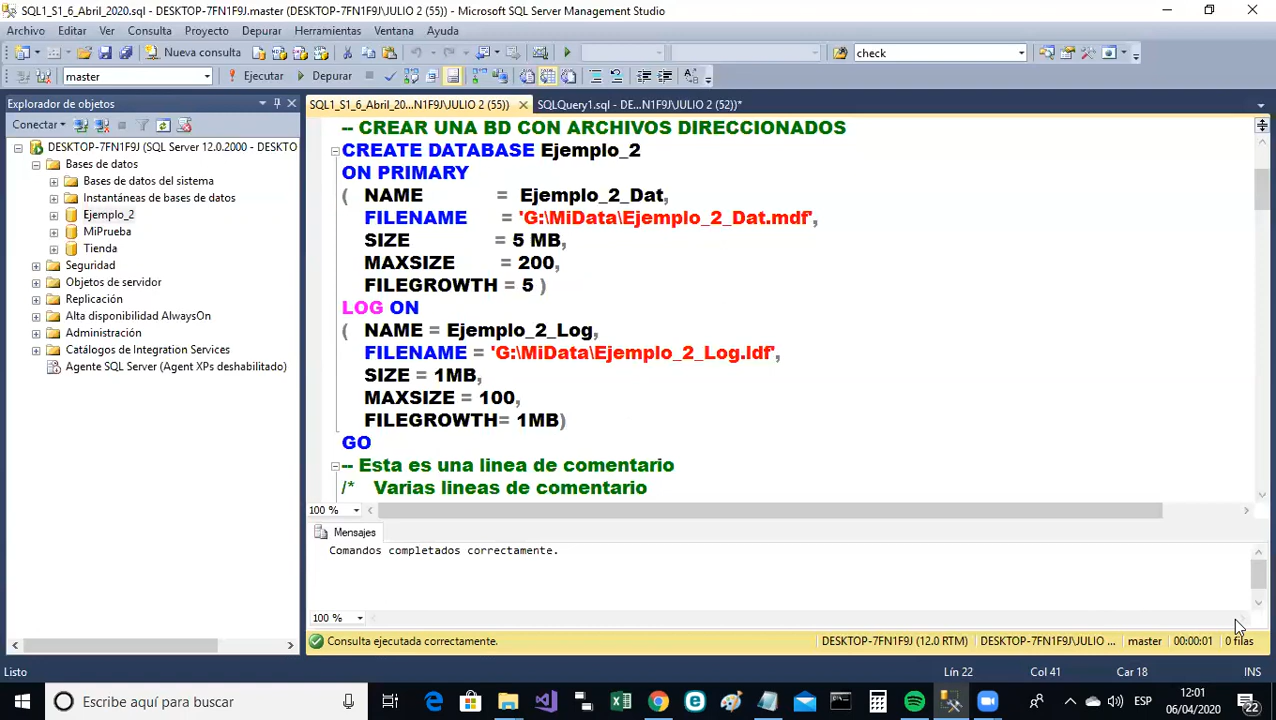 SQL1_S1_6_Abril_2020.sql - DESKTOP-7FN1F9J.master (DESKTOP-7FN1F9J\JULIO 2 (55)) - Microsoft SQL Server Management Studio
Archivo Editar Ver Consulta Proyecto Depurar Herramientas Ventana Ayuda
Nueva consulta check
master Ejecutar Depurar
Explorador de objetos
SQL1_S1_6_Abril_20...N1F9J\JULIO 2 (55)) SQLQuery1.sql - DE...N1F9J\JULIO 2 (52))*
Conectar
DESKTOP-7FN1F9J (SQL Server 12.0.2000 - DESKTO
Bases de datos
Bases de datos del sistema
Instantáneas de bases de datos
Ejemplo_2
MiPrueba
Tienda
Seguridad
Objetos de servidor
Replicación
Alta disponibilidad AlwaysOn
Administración
Catálogos de Integration Services
Agente SQL Server (Agent XPs deshabilitado)
-- CREAR UNA BD CON ARCHIVOS DIRECCIONADOS
CREATE DATABASE Ejemplo_2
ON PRIMARY
( NAME = Ejemplo_2_Dat,
FILENAME = 'G:\MiData\Ejemplo_2_Dat.mdf',
SIZE = 5 MB,
MAXSIZE = 200,
FILEGROWTH = 5 )
LOG ON
( NAME = Ejemplo_2_Log,
FILENAME = 'G:\MiData\Ejemplo_2_Log.ldf',
SIZE = 1MB,
MAXSIZE = 100,
FILEGROWTH= 1MB)
GO
-- Esta es una linea de comentario
/* Varias lineas de comentario
100 %
Mensajes
Comandos completados correctamente.
100 %
Consulta ejecutada correctamente. DESKTOP-7FN1F9J (12.0 RTM) DESKTOP-7FN1F9J\JULIO ... master 00:00:01 0 filas
Listo Lín 22 Col 41 Car 18 INS
Escribe aquí para buscar ESP 12:01
06/04/2020 22